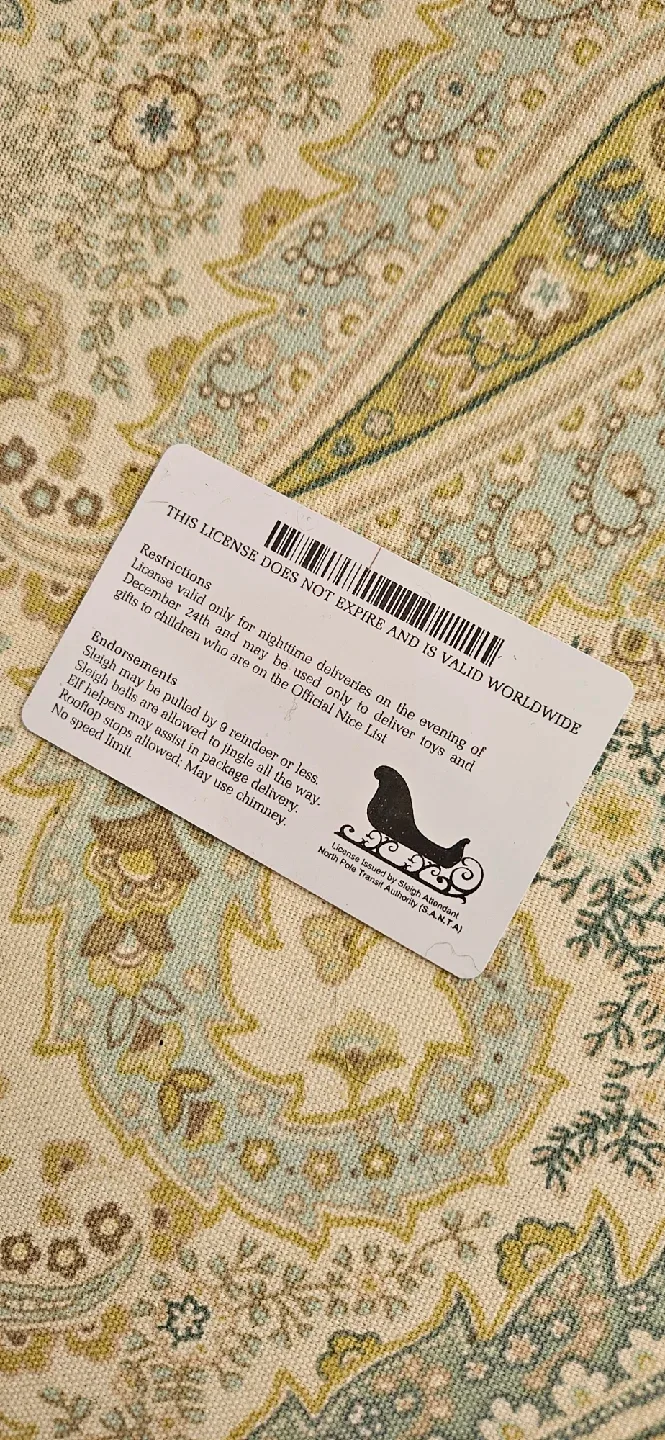 THIS LICENSE DOES NOT EXPIRE AND IS VALID WORLDWIDE
Restrictions
License valid only for nighttime deliveries on the evening of
December 24th and may be used only to deliver toys and
gifts to children who are on the Official Nice List
Endorsements
Sleigh may be pulled by 9 reindeer or less.
Sleigh bells are allowed to jingle all the way.
Elf helpers may assist in package delivery.
Rooftop stops allowed. May use chimney.
No speed limit.
License Issued by Sleigh Attendant
North Pole Transit Authority (S.A.N.T.A)